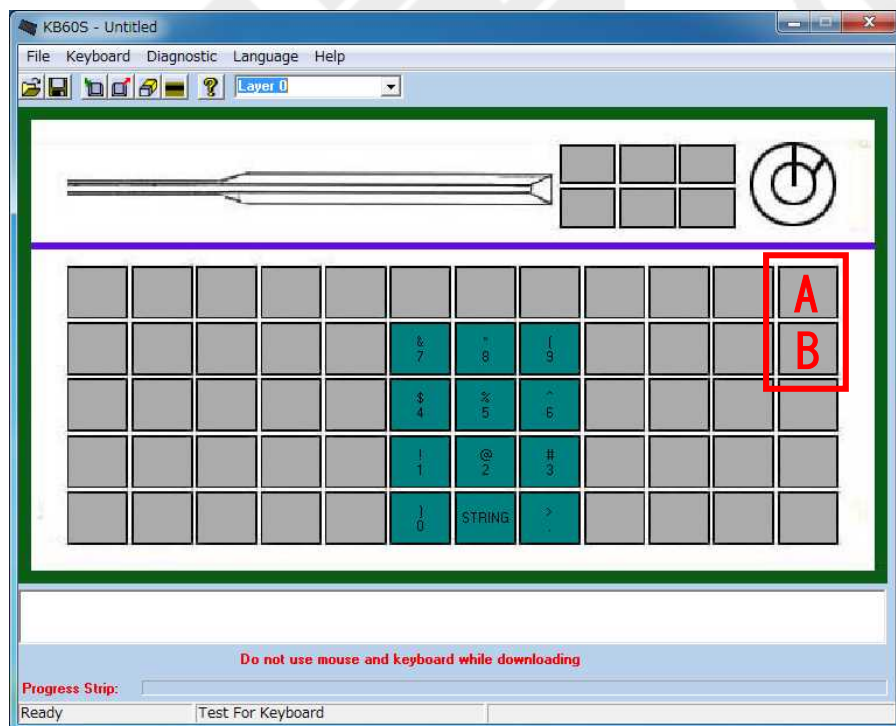 KB60S - Untitled
File Keyboard Diagnostic Language Help
Layer 0
A
& * (
7 8 9
B
$ % ^
4 5 6
! @ #
1 2 3
) STRING >
0 .
Do not use mouse and keyboard while downloading
Progress Strip:
Ready Test For Keyboard